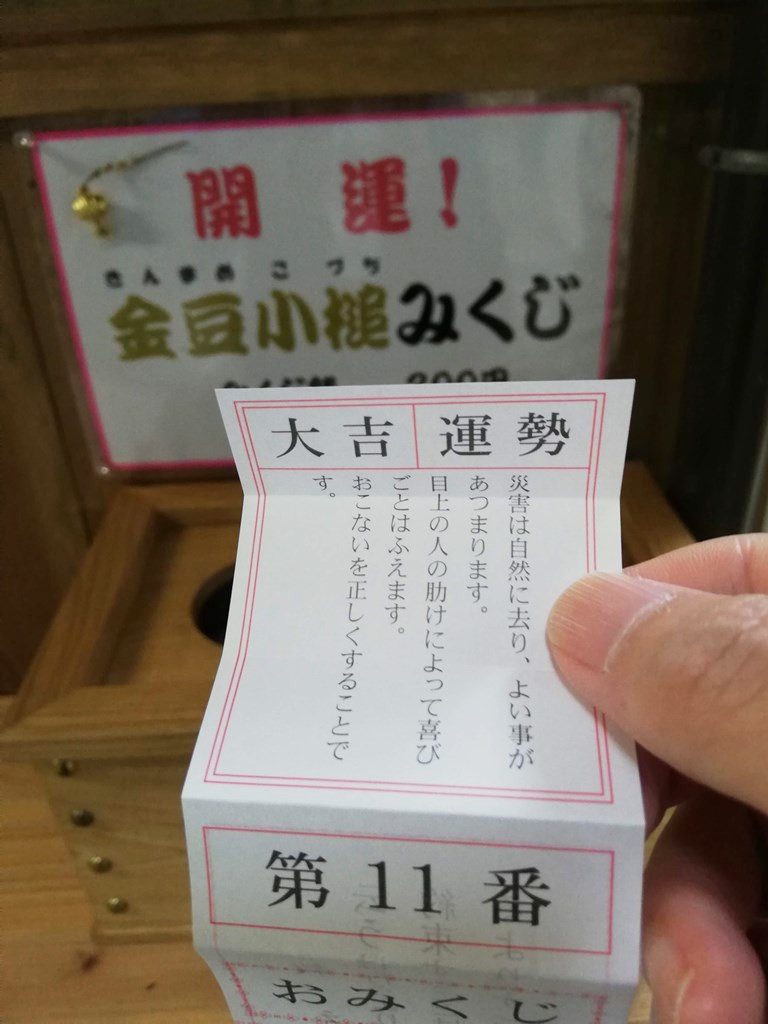 開運！
きんまめこづち
金豆小槌みくじ
運勢
大吉
災害は自然に去り、よい事が
あつまります。
目上の人の助けによって喜び
ごとはふえます。
おこないを正しくすることで
す。
第11番
おみくじ